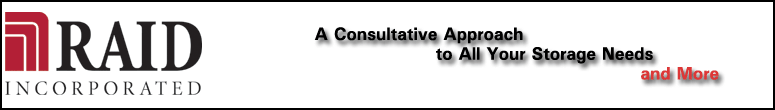 RAID
INCORPORATED
A Consultative Approach
to All Your Storage Needs
and More